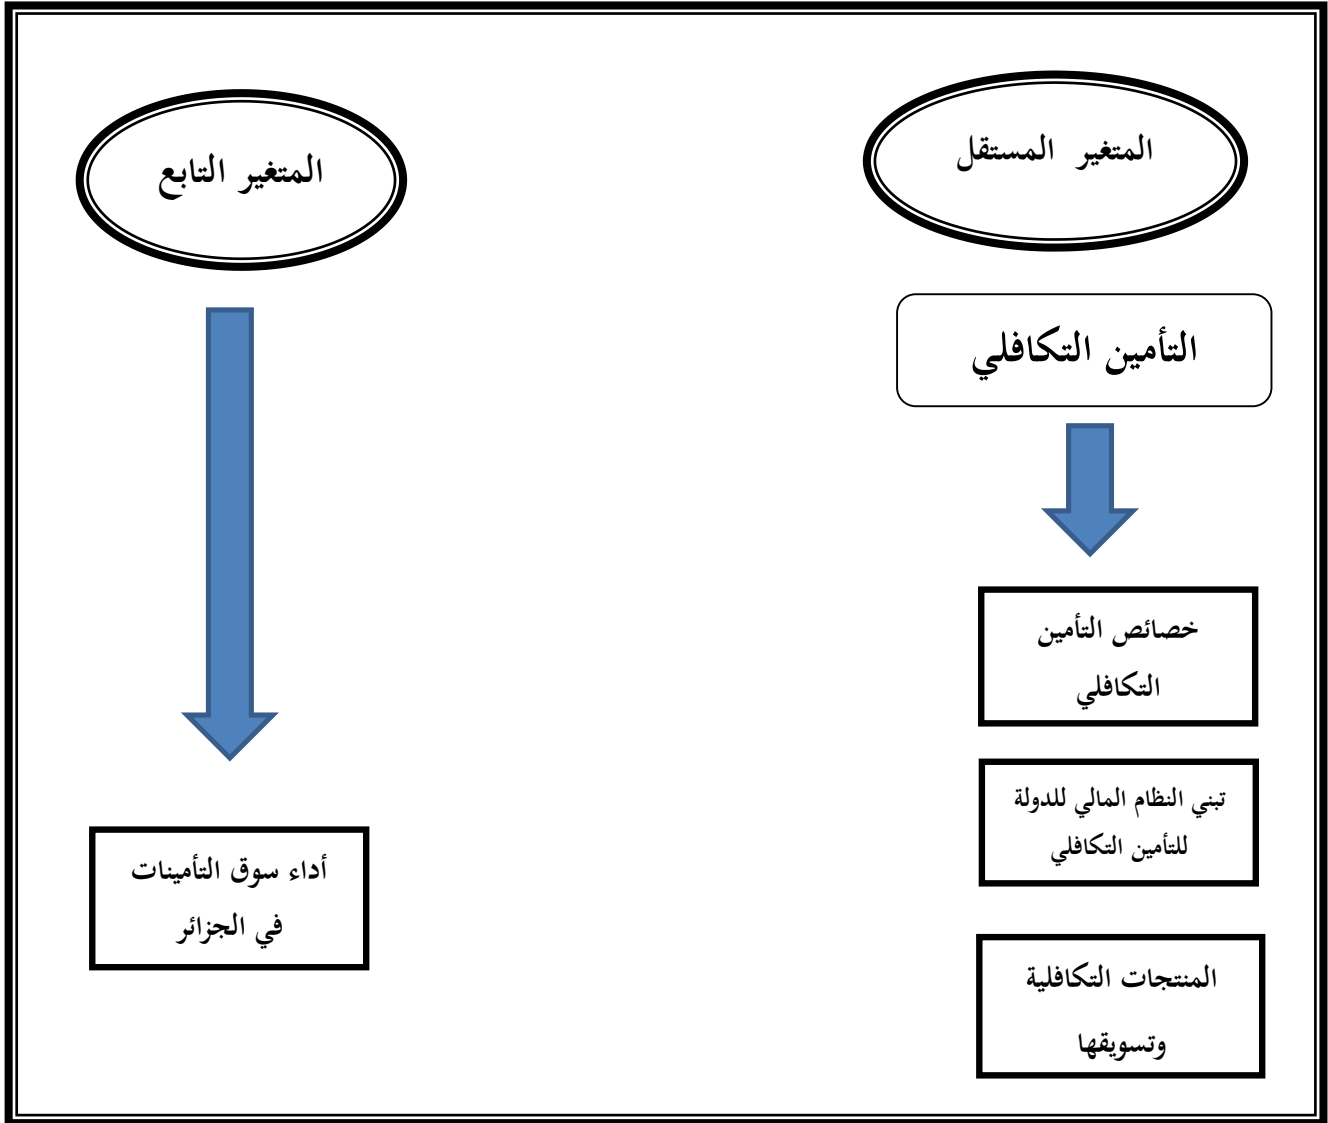 المتغير المستقل
التأمين التكافلي
خصائص التأمين
التكافلي
تبني النظام المالي للدولة
للتأمين التكافلي
المنتجات التكافلية
وتسويقها
المتغير التابع
أداء سوق التأمينات
في الجزائر